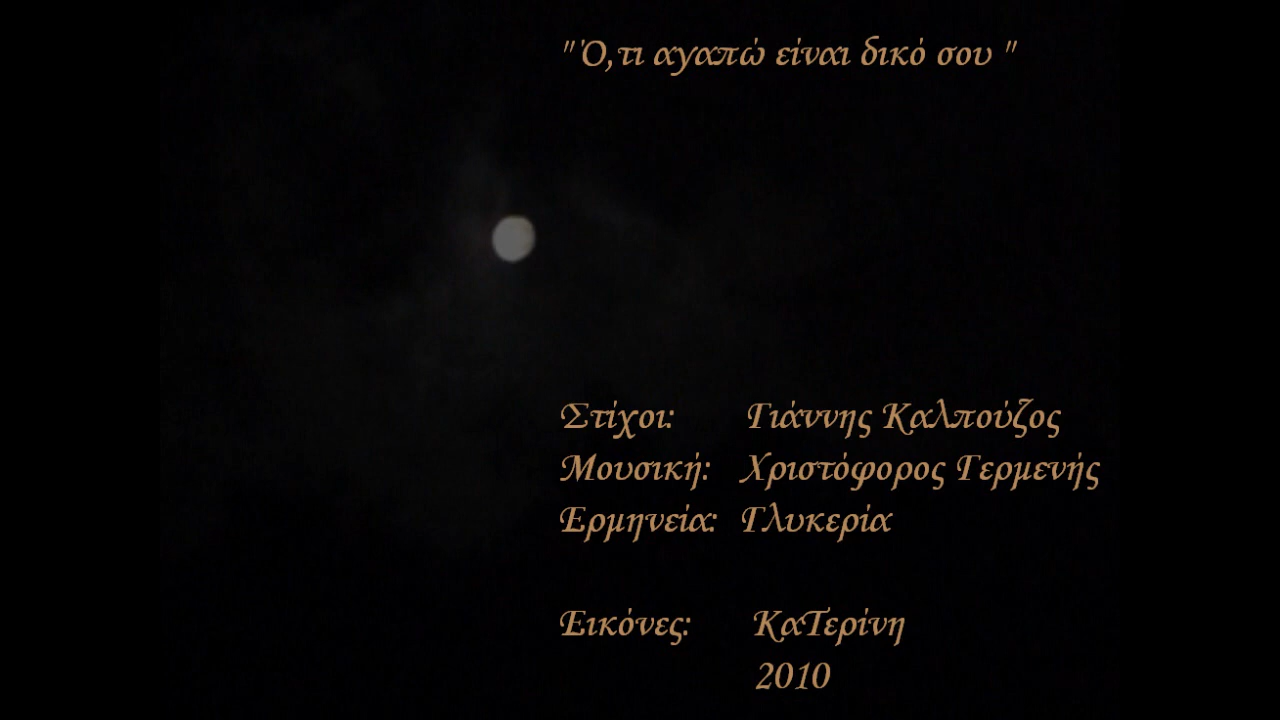 "Ό,τι αγαπώ είναι δικό σου "
Στίχοι: Γιάννης Καλπούζος
Μουσική: Χριστόφορος Γερμενής
Ερμηνεία: Γλυκερία
Εικόνες: ΚαΤερίνη
2010